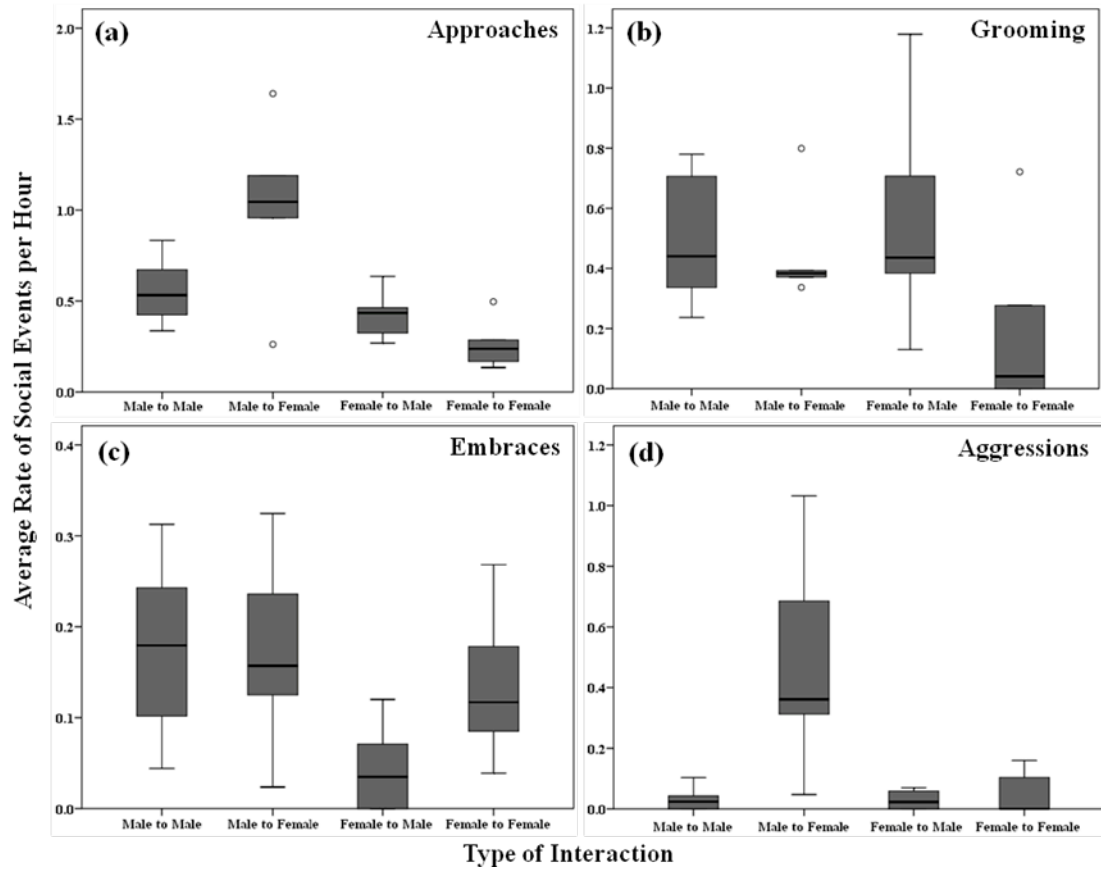 Average Rate of Social Events per Hour
(a)
Approaches
2.0
1.5
1.0
0.5
0.0
Male to Male Male to Female Female to Male Female to Female
(b)
Grooming
1.2
1.0
0.8
0.6
0.4
0.2
0.0
Male to Male Male to Female Female to Male Female to Female
(c)
Embraces
0.4
0.3
0.2
0.1
0.0
Male to Male Male to Female Female to Male Female to Female
(d)
Aggressions
1.2
1.0
0.8
0.6
0.4
0.2
0.0
Male to Male Male to Female Female to Male Female to Female
Type of Interaction